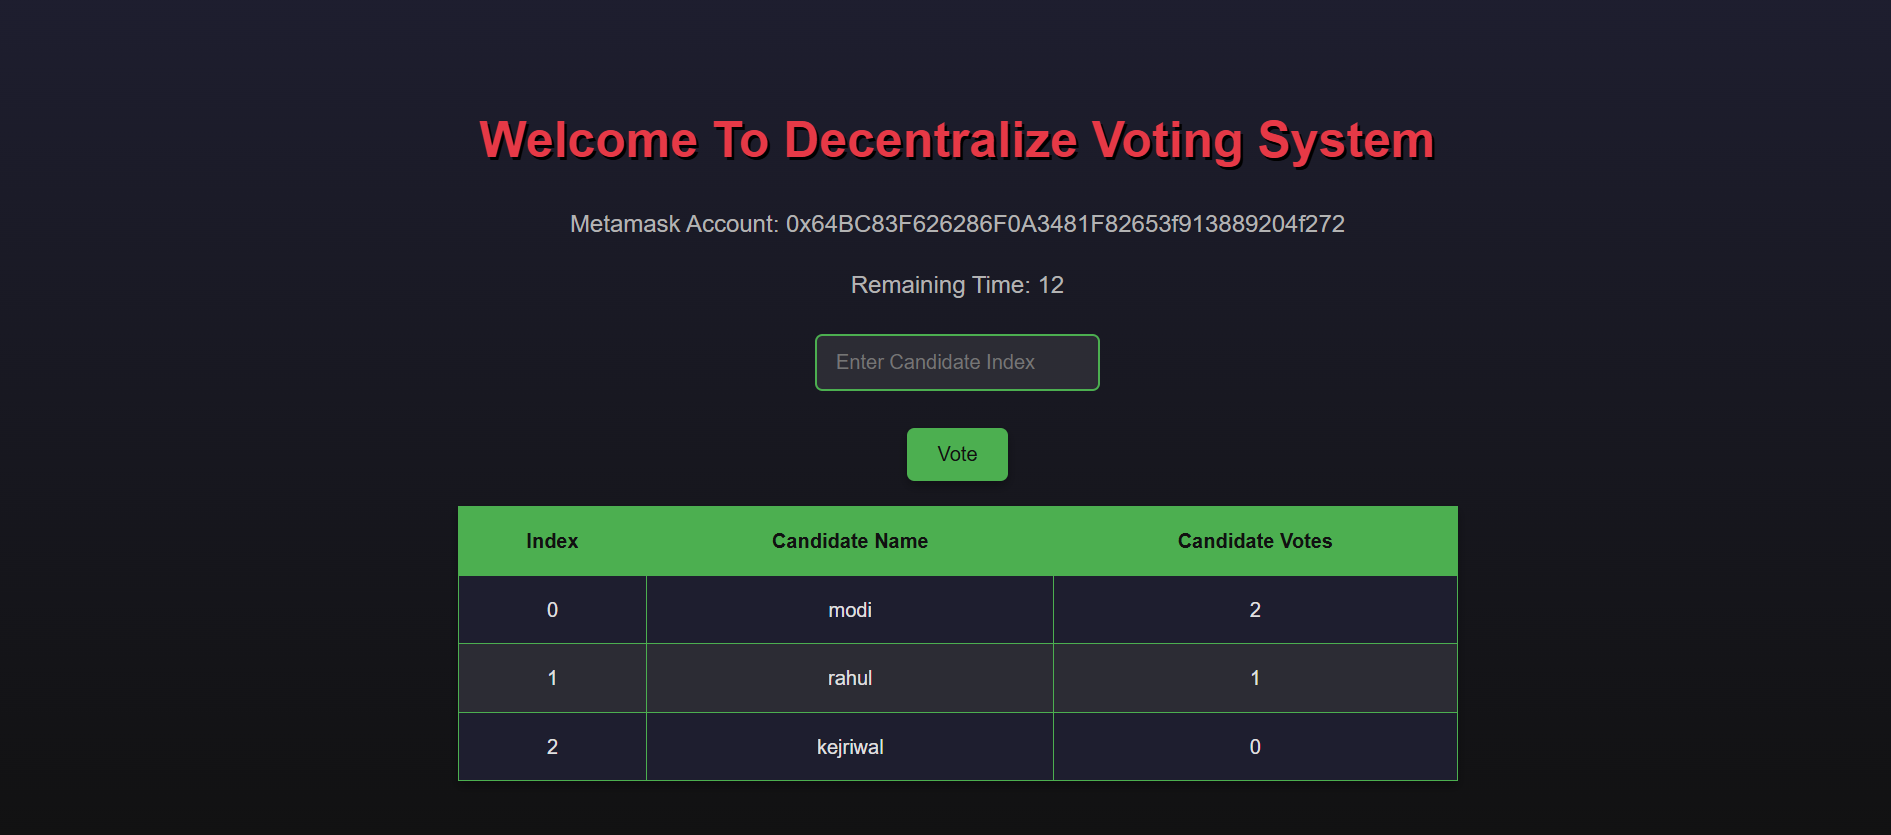 Welcome To Decentralize Voting System
Metamask Account: 0x64BC83F626286F0A3481F82653f913889204f272
Remaining Time: 12
Enter Candidate Index
Vote
Index Candidate Name Candidate Votes
0 modi 2
1 rahul 1
2 kejriwal 0